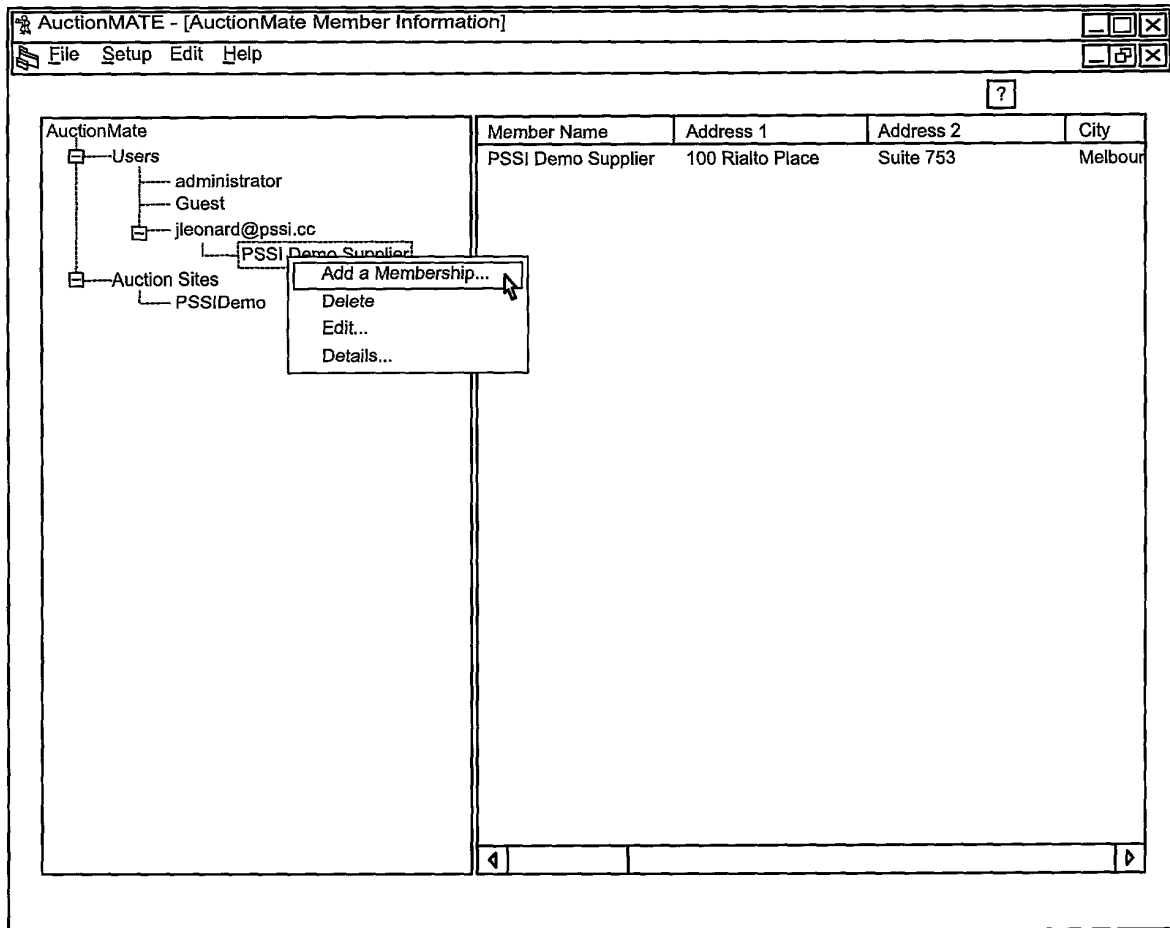 AuctionMATE - [AuctionMate Member Information]
File Setup Edit Help
?
AuctionMate
Users
administrator
Guest
jleonard@pssi.cc
PSSI Demo Supplier
Auction Sites
PSSIDemo
Add a Membership...
Delete
Edit...
Details...
Member Name Address 1 Address 2 City
PSSI Demo Supplier 100 Rialto Place Suite 753 Melbour